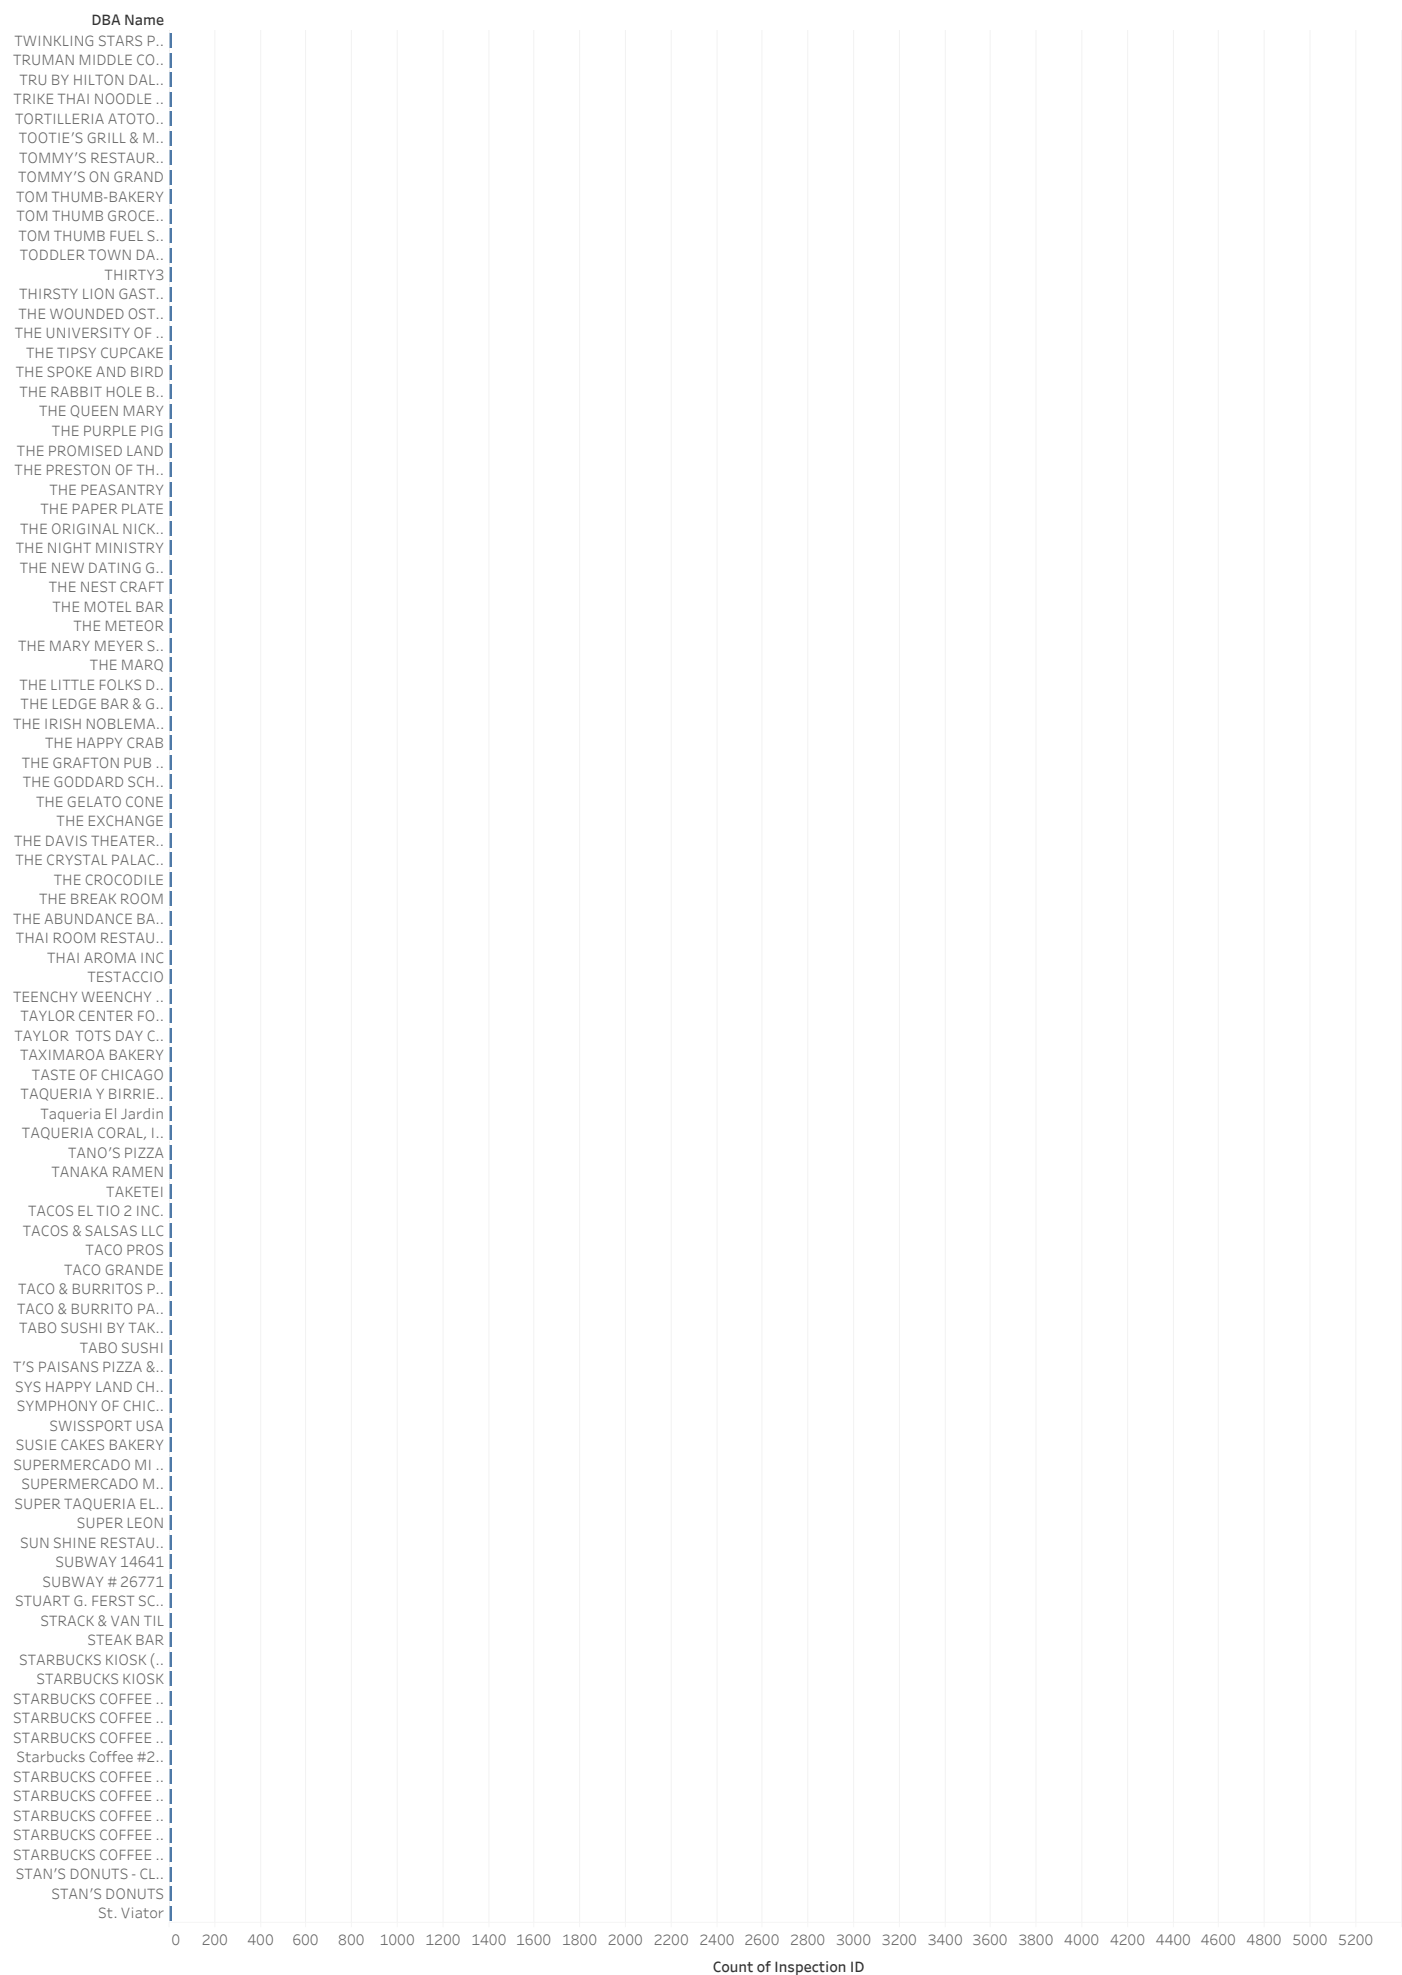 DBA Name
TWINKLING STARS P..
TRUMAN MIDDLE CO..
TRU BY HILTON DAL..
TRIKE THAI NOODLE ..
TORTILLERIA ATOTO..
TOOTIE'S GRILL & M..
TOMMY'S RESTAUR..
TOMMY'S ON GRAND
TOM THUMB-BAKERY
TOM THUMB GROCE..
TOM THUMB FUEL S..
TODDLER TOWN DA..
THIRTY3
THIRSTY LION GAST..
THE WOUNDED OST..
THE UNIVERSITY OF ..
THE TIPSY CUPCAKE
THE SPOKE AND BIRD
THE RABBIT HOLE B..
THE QUEEN MARY
THE PURPLE PIG
THE PROMISED LAND
THE PRESTON OF TH..
THE PEASANTRY
THE PAPER PLATE
THE ORIGINAL NICK..
THE NIGHT MINISTRY
THE NEW DATING G..
THE NEST CRAFT
THE MOTEL BAR
THE METEOR
THE MARY MEYER S..
THE MARQ
THE LITTLE FOLKS D..
THE LEDGE BAR & G..
THE IRISH NOBLEMA..
THE HAPPY CRAB
THE GRAFTON PUB ..
THE GODDARD SCH..
THE GELATO CONE
THE EXCHANGE
THE DAVIS THEATER..
THE CRYSTAL PALAC..
THE CROCODILE
THE BREAK ROOM
THE ABUNDANCE BA..
THAI ROOM RESTAU..
THAI AROMA INC
TESTACCIO
TEENCHY WEENCHY ..
TAYLOR CENTER FO..
TAYLOR  TOTS DAY C..
TAXIMAROA BAKERY
TASTE OF CHICAGO
TAQUERIA Y BIRRIE..
Taqueria El Jardin
TAQUERIA CORAL, I..
TANO'S PIZZA
TANAKA RAMEN
TAKETEI
TACOS EL TIO 2 INC.
TACOS & SALSAS LLC
TACO PROS
TACO GRANDE
TACO & BURRITOS P..
TACO & BURRITO PA..
TABO SUSHI BY TAK..
TABO SUSHI
T'S PAISANS PIZZA &..
SYS HAPPY LAND CH..
SYMPHONY OF CHIC..
SWISSPORT USA
SUSIE CAKES BAKERY
SUPERMERCADO MI ..
SUPERMERCADO M..
SUPER TAQUERIA EL..
SUPER LEON
SUN SHINE RESTAU..
SUBWAY 14641
SUBWAY # 26771
STUART G. FERST SC..
STRACK & VAN TIL
STEAK BAR
STARBUCKS KIOSK (..
STARBUCKS KIOSK
STARBUCKS COFFEE ..
STARBUCKS COFFEE ..
STARBUCKS COFFEE ..
Starbucks Coffee #2..
STARBUCKS COFFEE ..
STARBUCKS COFFEE ..
STARBUCKS COFFEE ..
STARBUCKS COFFEE ..
STARBUCKS COFFEE ..
STAN'S DONUTS - CL..
STAN'S DONUTS
St. Viator
0 200 400 600 800 1000 1200 1400 1600 1800 2000 2200 2400 2600 2800 3000 3200 3400 3600 3800 4000 4200 4400 4600 4800 5000 5200
Count of Inspection ID